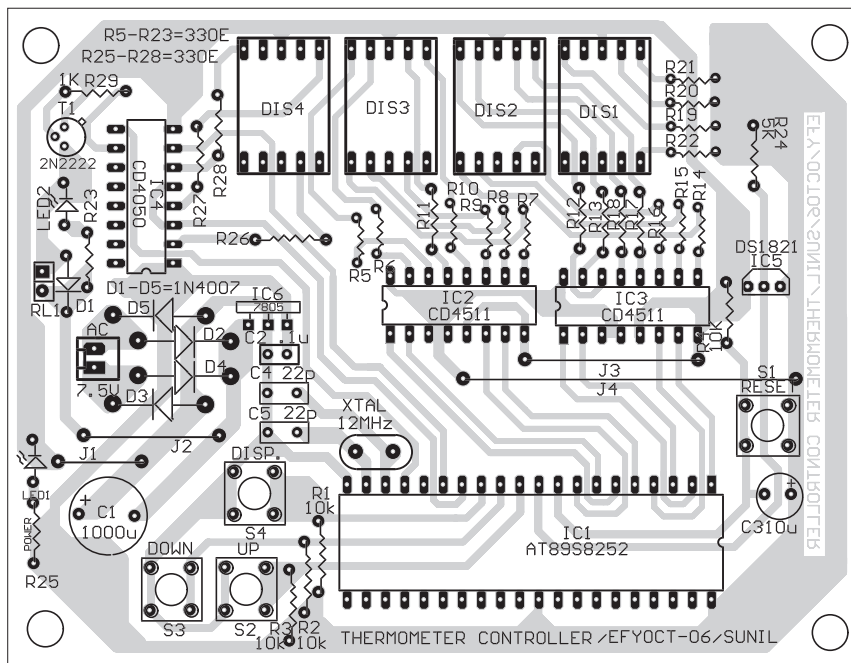 R5-R23=330E
R25-R28=330E
1K R29
T1
2N2222
LED2
R23
CD4050
IC4
R27
R28
DIS4
DIS3
DIS2
DIS1
R21
R20
R19
R22
R24
5K
R26
R5
R6
R11
R10
R9
R8
R7
R12
R13
R18
R17
R16
R15
R14
DS1821
IC5
RL1
D1
D1-D5=1N4007
D5
AC
7.5V
D2
D4
D3
IC6
7805
C2 .1u
C4 22p
C5 22p
IC2
CD4511
IC3
CD4511
10K
J3
J4
S1
RESET
XTAL
12MHz
J1
J2
DISP.
S4
LED1
POWER
R25
C1
1000u
DOWN
S3
UP
S2
R1
10k
R2
10k
R3
10k
IC1
AT89S8252
C310u
THERMOMETER CONTROLLER/EFYOCT-06/SUNIL
EFY/OCT07/SUNIL/THERMOMETER CONTROLLER